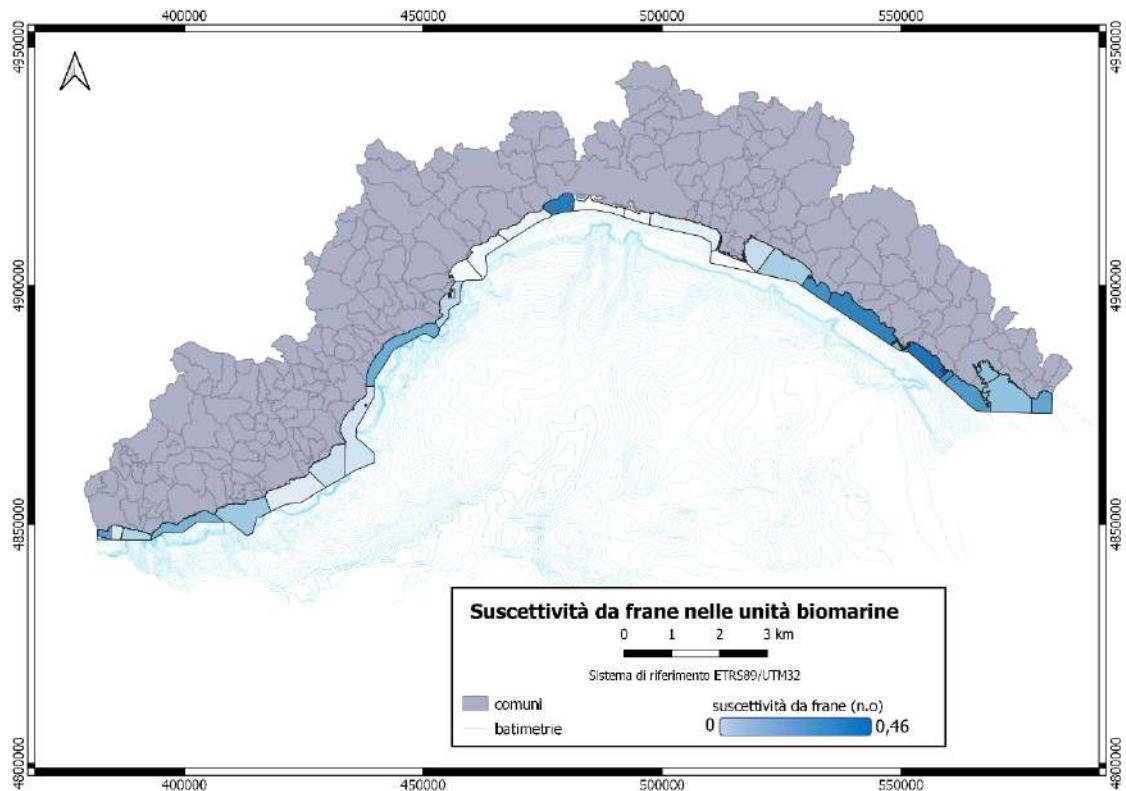 400000 450000 500000 550000
4950000 4950000
4900000 4900000
4850000 4850000
4800000 4800000
Suscettività da frane nelle unità biomarine
0 1 2 3 km
Sistema di riferimento ETRS89/UTM32
comuni
batimetrie
suscettività da frane (n.o)
0 0,46
400000 450000 500000 550000